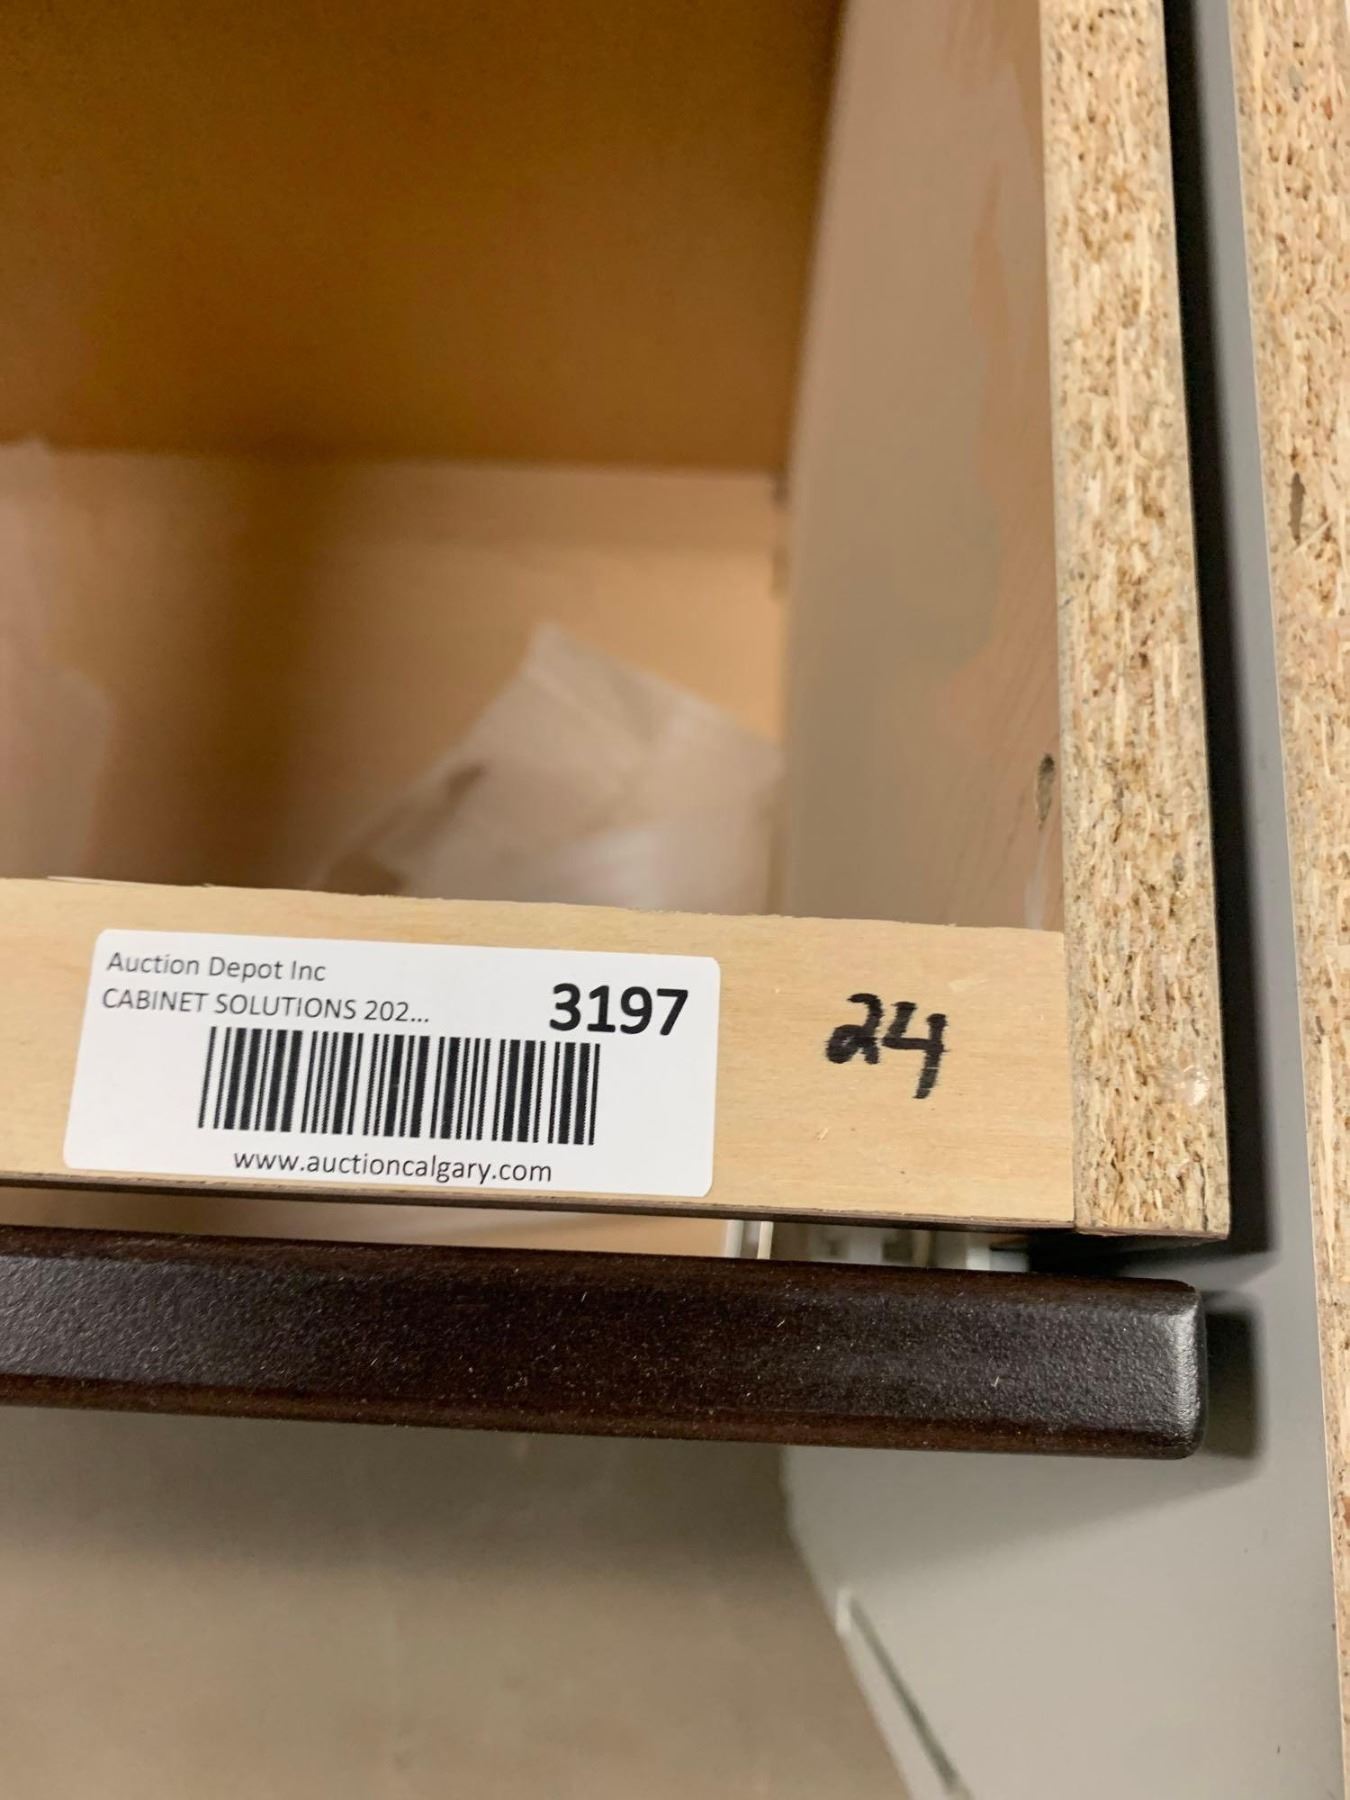 Auction Depot Inc
CABINET SOLUTIONS 202...
3197
www.auctioncalgary.com
24